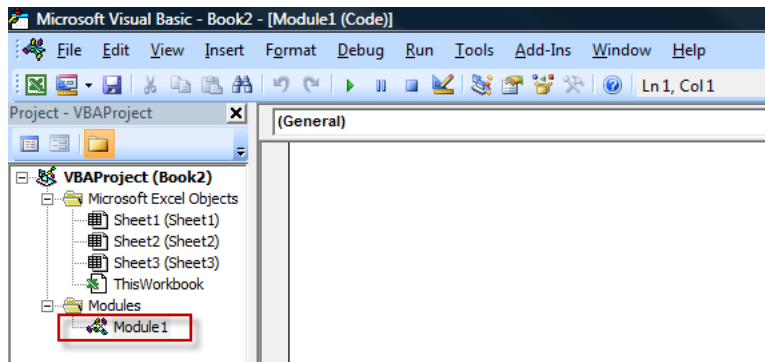 Microsoft Visual Basic - Book2 - [Module1 (Code)]
File Edit View Insert Format Debug Run Tools Add-Ins Window Help
Ln 1, Col 1
Project - VBAProject
(General)
VBAProject (Book2)
Microsoft Excel Objects
Sheet1 (Sheet1)
Sheet2 (Sheet2)
Sheet3 (Sheet3)
ThisWorkbook
Modules
Module1